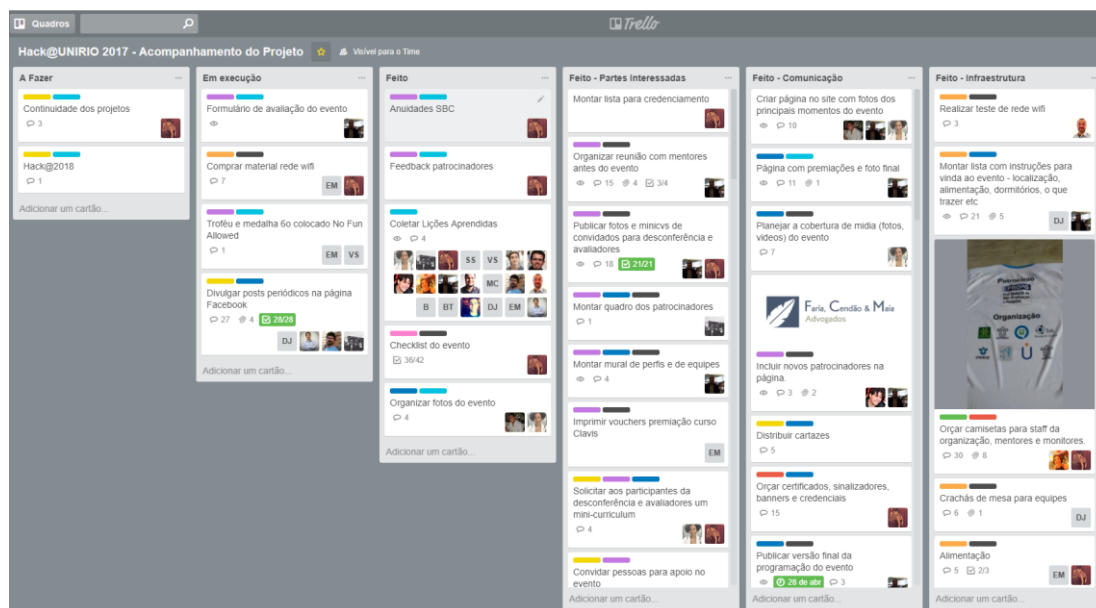 Quadros
Trello
Hack@UNIRIO 2017 - Acompanhamento do Projeto
Visível para o Time
A Fazer
Continuidade dos projetos
3
Hack@2018
1
Adicionar um cartão...
Em execução
Formulário de avaliação do evento
Comprar material rede wifi
7
EM
Troféu e medalha 6o colocado No Fun
Allowed
1
EM VS
Divulgar posts periódicos na página
Facebook
27 4 28/28
DJ
Adicionar um cartão...
Feito
Anuidades SBC
Feedback patrocinadores
Coletar Lições Aprendidas
4
SS VS
MC
B BT DJ EM
Checklist do evento
36/42
Organizar fotos do evento
4
Adicionar um cartão...
Feito - Partes Interessadas
Montar lista para credenciamento
Organizar reunião com mentores
antes do evento
15 4 3/4
Publicar fotos e minicvs de
convidados para desconferência e
avaliadores
18 21/21
Montar quadro dos patrocinadores
1
Montar mural de perfis e de equipes
4
Imprimir vouchers premiação curso
Clavis
EM
Solicitar aos participantes da
desconferência e avaliadores um
mini-curriculum
4
Convidar pessoas para apoio no
evento
Adicionar um cartão...
Feito - Comunicação
Criar página no site com fotos dos
principais momentos do evento
10
Página com premiações e foto final
11 1
Planejar a cobertura de mídia (fotos,
videos) do evento
7
Faria, Cendão & Maia
Advogados
Incluir novos patrocinadores na
página.
3 2
Distribuir cartazes
5
Orçar certificados, sinalizadores,
banners e credenciais
15
Publicar versão final da
programação do evento
28 de abr 3
Adicionar um cartão...
Feito - Infraestrutura
Realizar teste de rede wifi
3
Montar lista com instruções para
vinda ao evento - localização,
alimentação, dormitórios, o que
trazer etc
21 5
DJ
Patrocínio
Organização
Orçar camisetas para staff da
organização, mentores e monitores.
30 8
Crachás de mesa para equipes
6 1
DJ
Alimentação
5 2/3
EM
Adicionar um cartão...